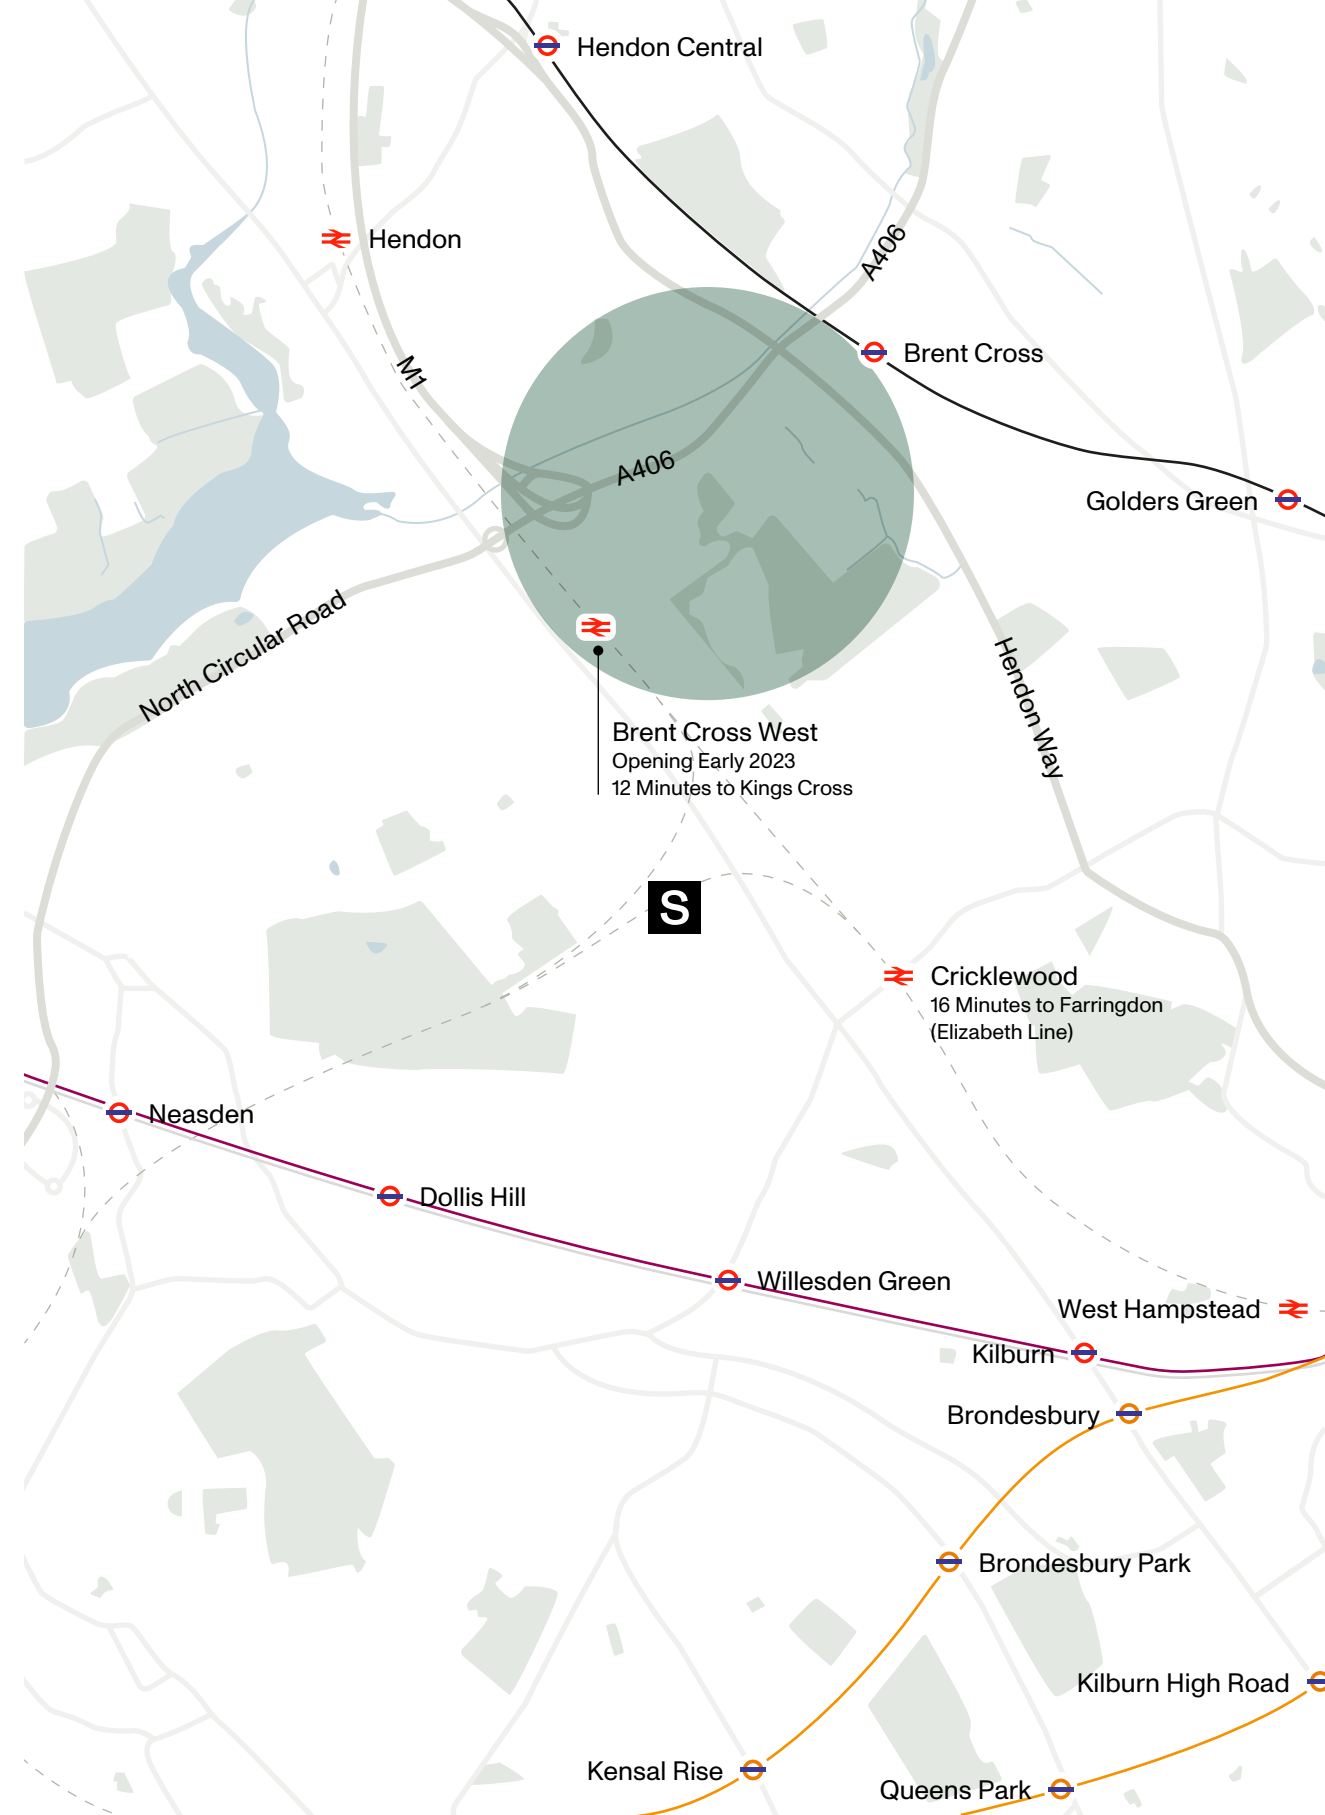 Hendon Central
A406
Hendon
Brent Cross
M1
A406
Golders Green
North Circular Road
Hendon Way
Brent Cross West
Opening Early 2023
12 Minutes to Kings Cross
S
Cricklewood
16 Minutes to Farringdon
(Elizabeth Line)
Neasden
Dollis Hill
Willesden Green
West Hampstead
Kilburn
Brondesbury
Brondesbury Park
Kilburn High Road
Kensal Rise
Queens Park